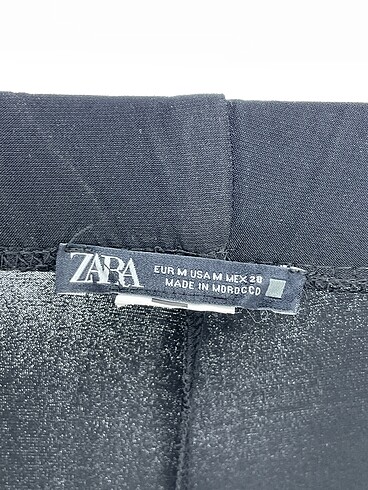 ZARA
EUR M USA M MEX 28
MADE IN MOROCCO